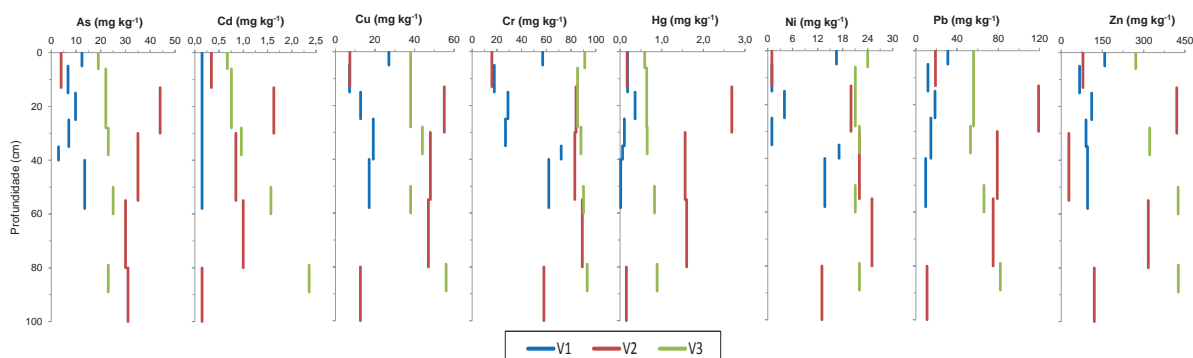 As (mg kg-1)
0 10 20 30 40 50
Cd (mg kg-1)
0,0 0,5 1,0 1,5 2,0 2,5
Cu (mg kg-1)
0 20 40 60
Cr (mg kg-1)
0 20 40 60 80 100
Hg (mg kg-1)
0,0 1,0 2,0 3,0
Ni (mg kg-1)
0 6 12 18 24 30
Pb (mg kg-1)
0 40 80 120
Zn (mg kg-1)
0 150 300 450
Profundidade (cm)
0
20
40
60
80
100
V1 V2 V3